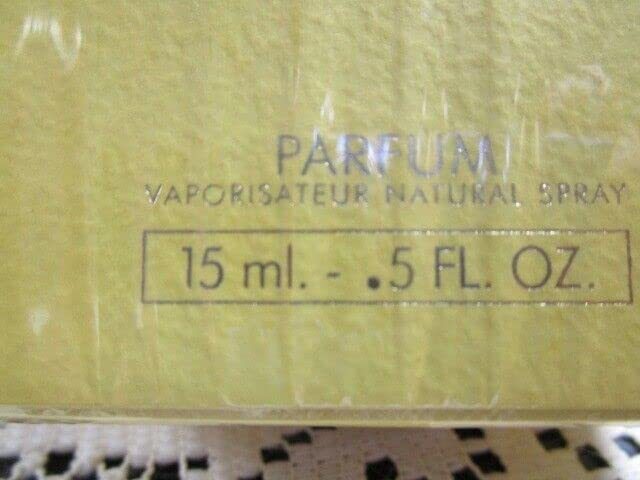 PARFUM
VAPORISATEUR NATURAL SPRAY
15 ml. - .5 FL. OZ.